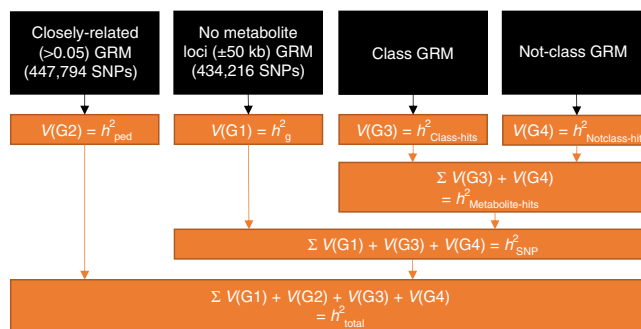 Closely-related
(>0.05) GRM
(447,794 SNPs)
No metabolite
loci (±50 kb) GRM
(434,216 SNPs)
Class GRM
Not-class GRM
V(G2) = h²ped
V(G1) = h²g
V(G3) = h²Class-hits
V(G4) = h²Notclass-hit
Σ V(G3) + V(G4)
= h²Metabolite-hits
Σ V(G1) + V(G3) + V(G4) = h²SNP
Σ V(G1) + V(G2) + V(G3) + V(G4)
= h²total